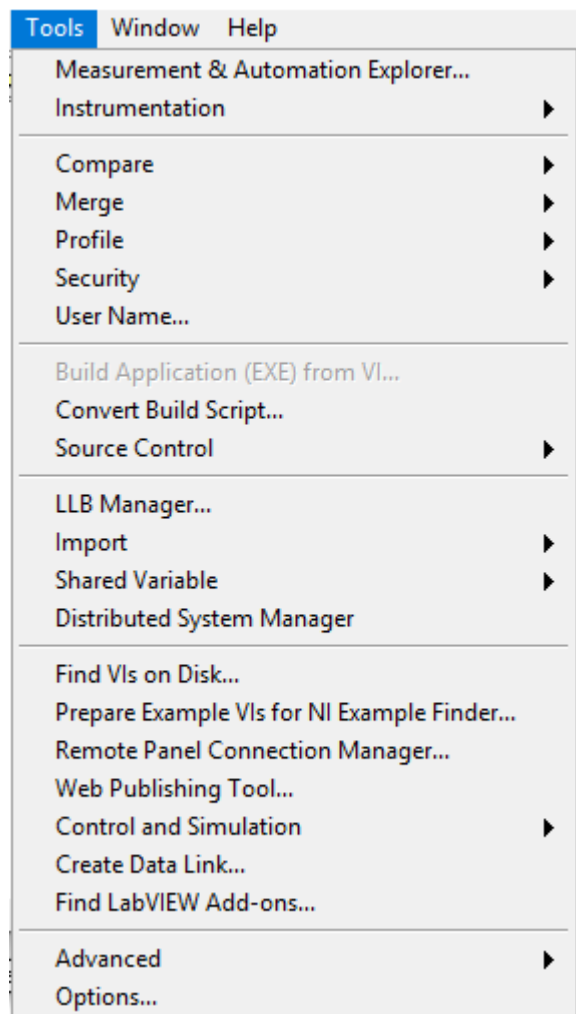 Tools Window Help
Measurement & Automation Explorer...
Instrumentation
Compare
Merge
Profile
Security
User Name...
Build Application (EXE) from VI...
Convert Build Script...
Source Control
LLB Manager...
Import
Shared Variable
Distributed System Manager
Find VIs on Disk...
Prepare Example VIs for NI Example Finder...
Remote Panel Connection Manager...
Web Publishing Tool...
Control and Simulation
Create Data Link...
Find LabVIEW Add-ons...
Advanced
Options...